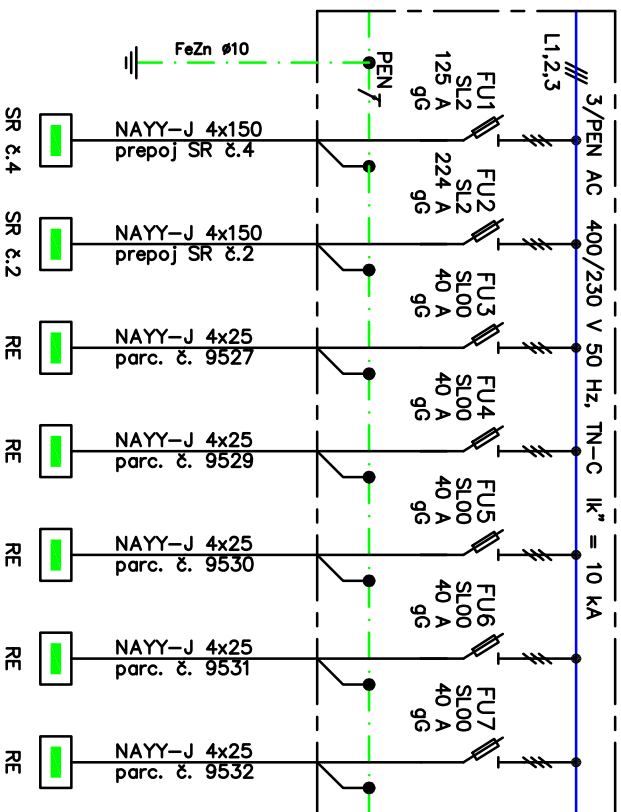 3/PEN AC 400/230 V 50 Hz, TN-C Ik" = 10 kA
L1,2,3
FU1
SL2
125 A
gG
FU2
SL2
224 A
gG
FU3
SL00
40 A
gG
FU4
SL00
40 A
gG
FU5
SL00
40 A
gG
FU6
SL00
40 A
gG
FU7
SL00
40 A
gG
PEN
FeZn ø10
NAYY-J 4x150
prepoj SR č.4
NAYY-J 4x150
prepoj SR č.2
NAYY-J 4x25
parc. č. 9527
NAYY-J 4x25
parc. č. 9529
NAYY-J 4x25
parc. č. 9530
NAYY-J 4x25
parc. č. 9531
NAYY-J 4x25
parc. č. 9532
SR č.4
SR č.2
RE
RE
RE
RE
RE